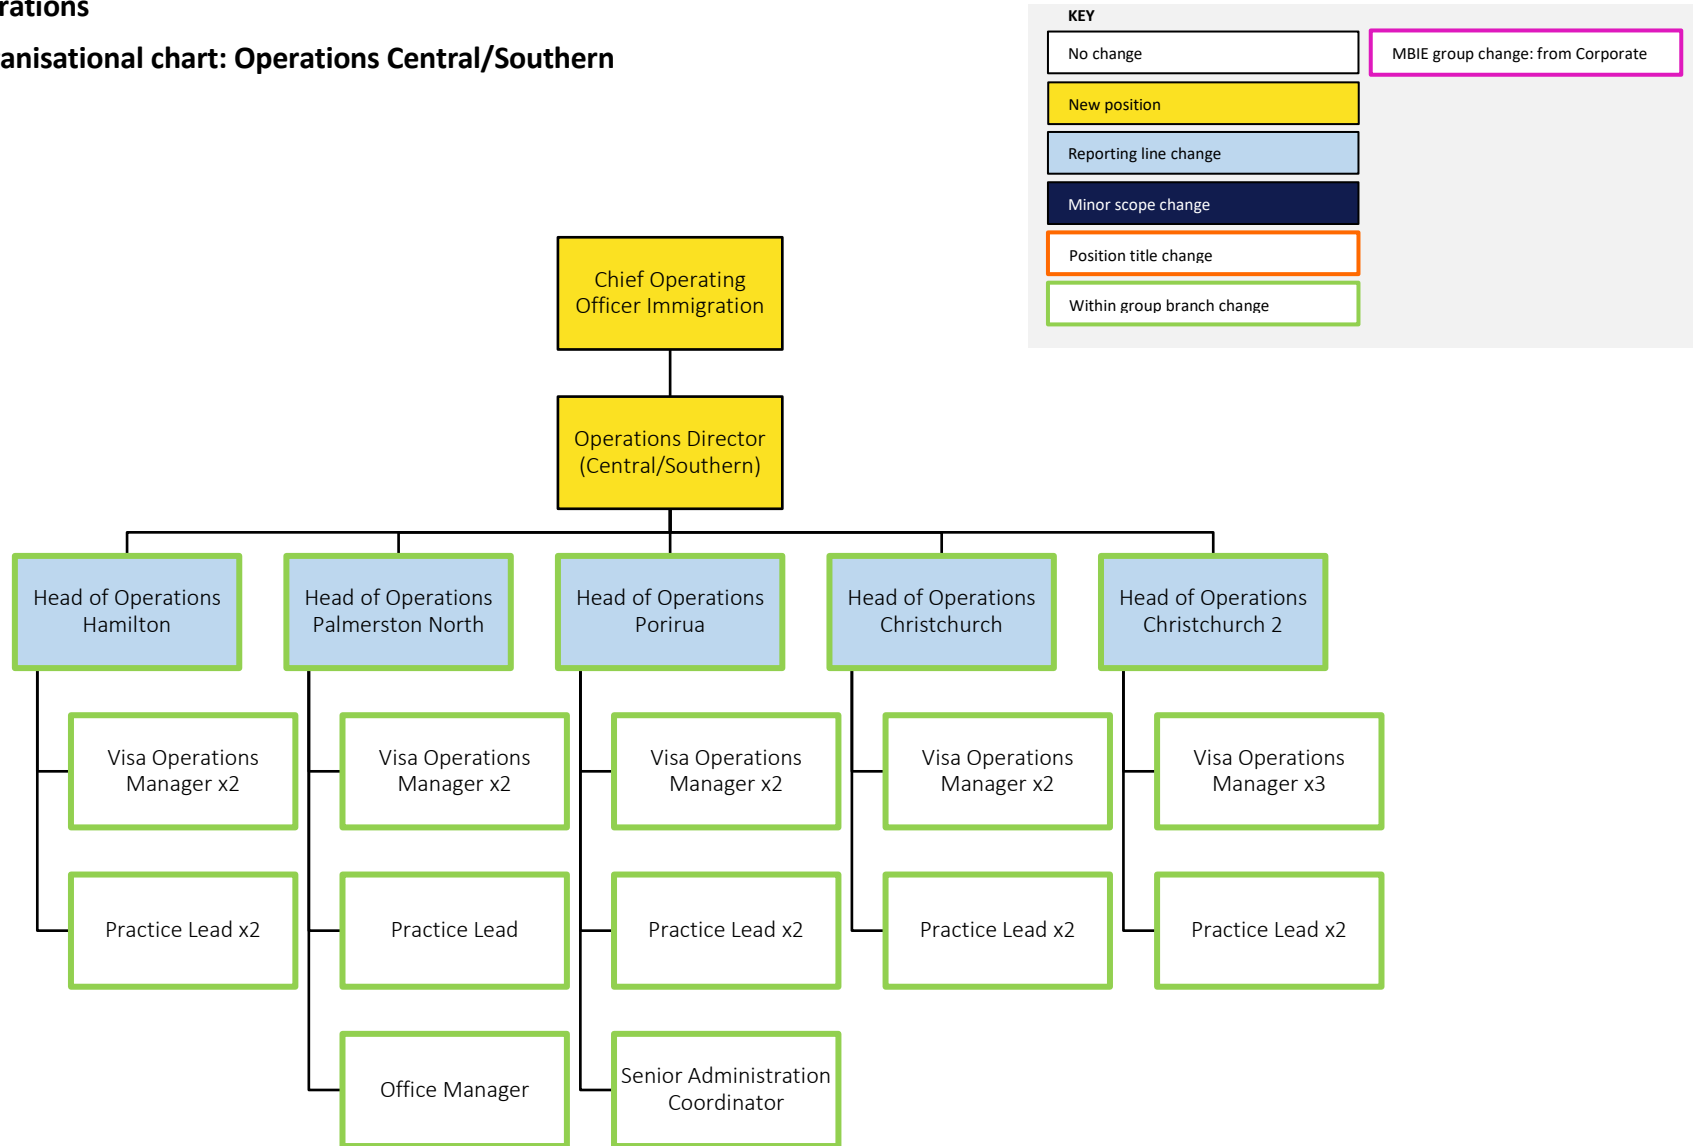 rations
anisational chart: Operations Central/Southern
KEY
No change
MBIE group change: from Corporate
New position
Reporting line change
Minor scope change
Position title change
Within group branch change
Chief Operating
Officer Immigration
Operations Director
(Central/Southern)
Head of Operations
Hamilton
Head of Operations
Palmerston North
Head of Operations
Porirua
Head of Operations
Christchurch
Head of Operations
Christchurch 2
Visa Operations
Manager x2
Visa Operations
Manager x2
Visa Operations
Manager x2
Visa Operations
Manager x2
Visa Operations
Manager x3
Practice Lead x2
Practice Lead
Practice Lead x2
Practice Lead x2
Practice Lead x2
Office Manager
Senior Administration
Coordinator